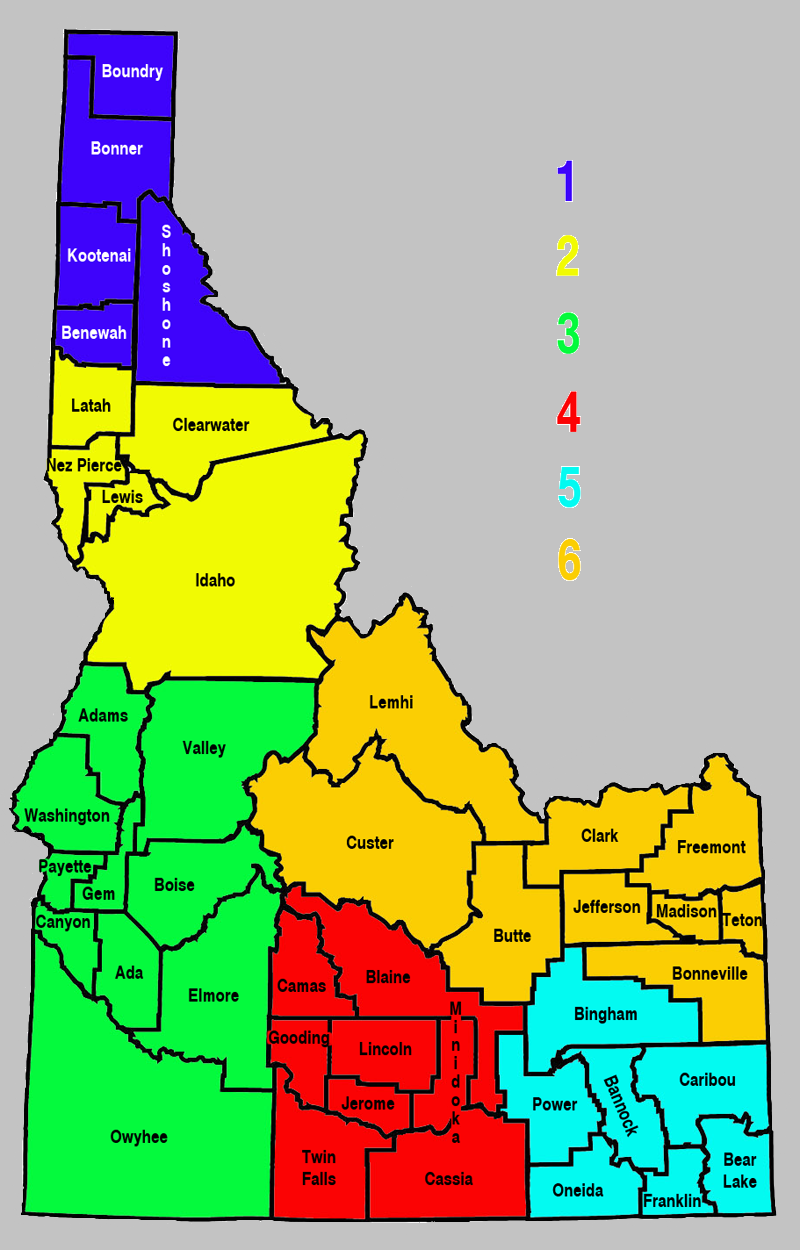 Boundry
Bonner
1
Shoshone
Kootenai
2
Benewah
3
Latah
Clearwater
4
Nez Pierce
Lewis
5
6
Idaho
Lemhi
Adams
Valley
Washington
Custer
Clark
Freemont
Payette
Gem
Boise
Jefferson
Madison
Teton
Canyon
Butte
Ada
Elmore
Camas
Blaine
Bonneville
Minidoka
Bingham
Gooding
Lincoln
Jerome
Power
Bannock
Caribou
Owyhee
Twin
Falls
Cassia
Oneida
Franklin
Bear
Lake